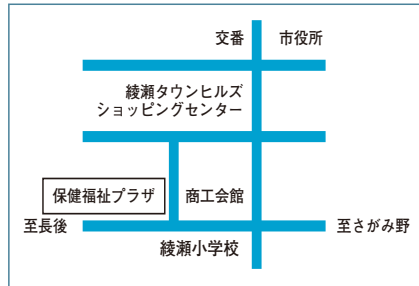 交番
市役所
綾瀬タウンヒルズ
ショッピングセンター
保健福祉プラザ
商工会館
至長後
至さがみ野
綾瀬小学校